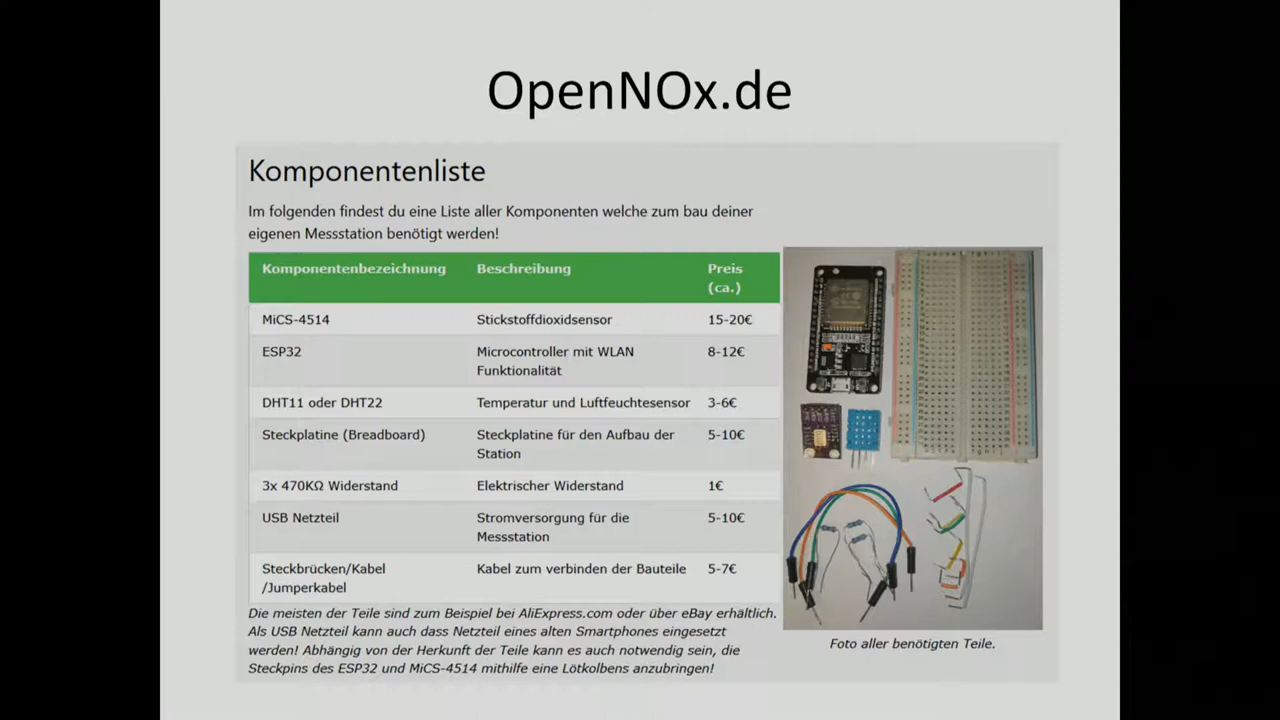 OpenNOx.de
Komponentenliste
Im folgenden findest du eine Liste aller Komponenten welche zum bau deiner
eigenen Messstation benötigt werden!
Komponentenbezeichnung Beschreibung Preis
(ca.)
MiCS-4514 Stickstoffdioxidsensor 15-20€
ESP32 Microcontroller mit WLAN 8-12€
Funktionalität
DHT11 oder DHT22 Temperatur und Luftfeuchtesensor 3-6€
Steckplatine (Breadboard) Steckplatine für den Aufbau der 5-10€
Station
3x 470KΩ Widerstand Elektrischer Widerstand 1€
USB Netzteil Stromversorgung für die 5-10€
Messstation
Steckbrücken/Kabel Kabel zum verbinden der Bauteile 5-7€
/Jumperkabel
Die meisten der Teile sind zum Beispiel bei AliExpress.com oder über eBay erhältlich.
Als USB Netzteil kann auch dass Netzteil eines alten Smartphones eingesetzt
werden! Abhängig von der Herkunft der Teile kann es auch notwendig sein, die
Steckpins des ESP32 und MiCS-4514 mithilfe eine Lötkolbens anzubringen!
Foto aller benötigten Teile.